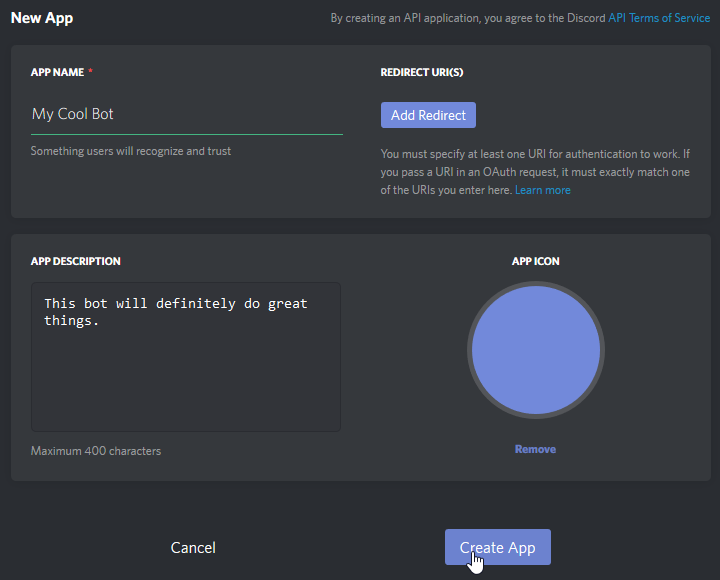 New App
By creating an API application, you agree to the Discord API Terms of Service
APP NAME *
My Cool Bot
Something users will recognize and trust
REDIRECT URI(S)
Add Redirect
You must specify at least one URI for authentication to work. If
you pass a URI in an OAuth request, it must exactly match one
of the URIs you enter here. Learn more
APP DESCRIPTION
This bot will definitely do great
things.
Maximum 400 characters
APP ICON
Remove
Cancel
Create App